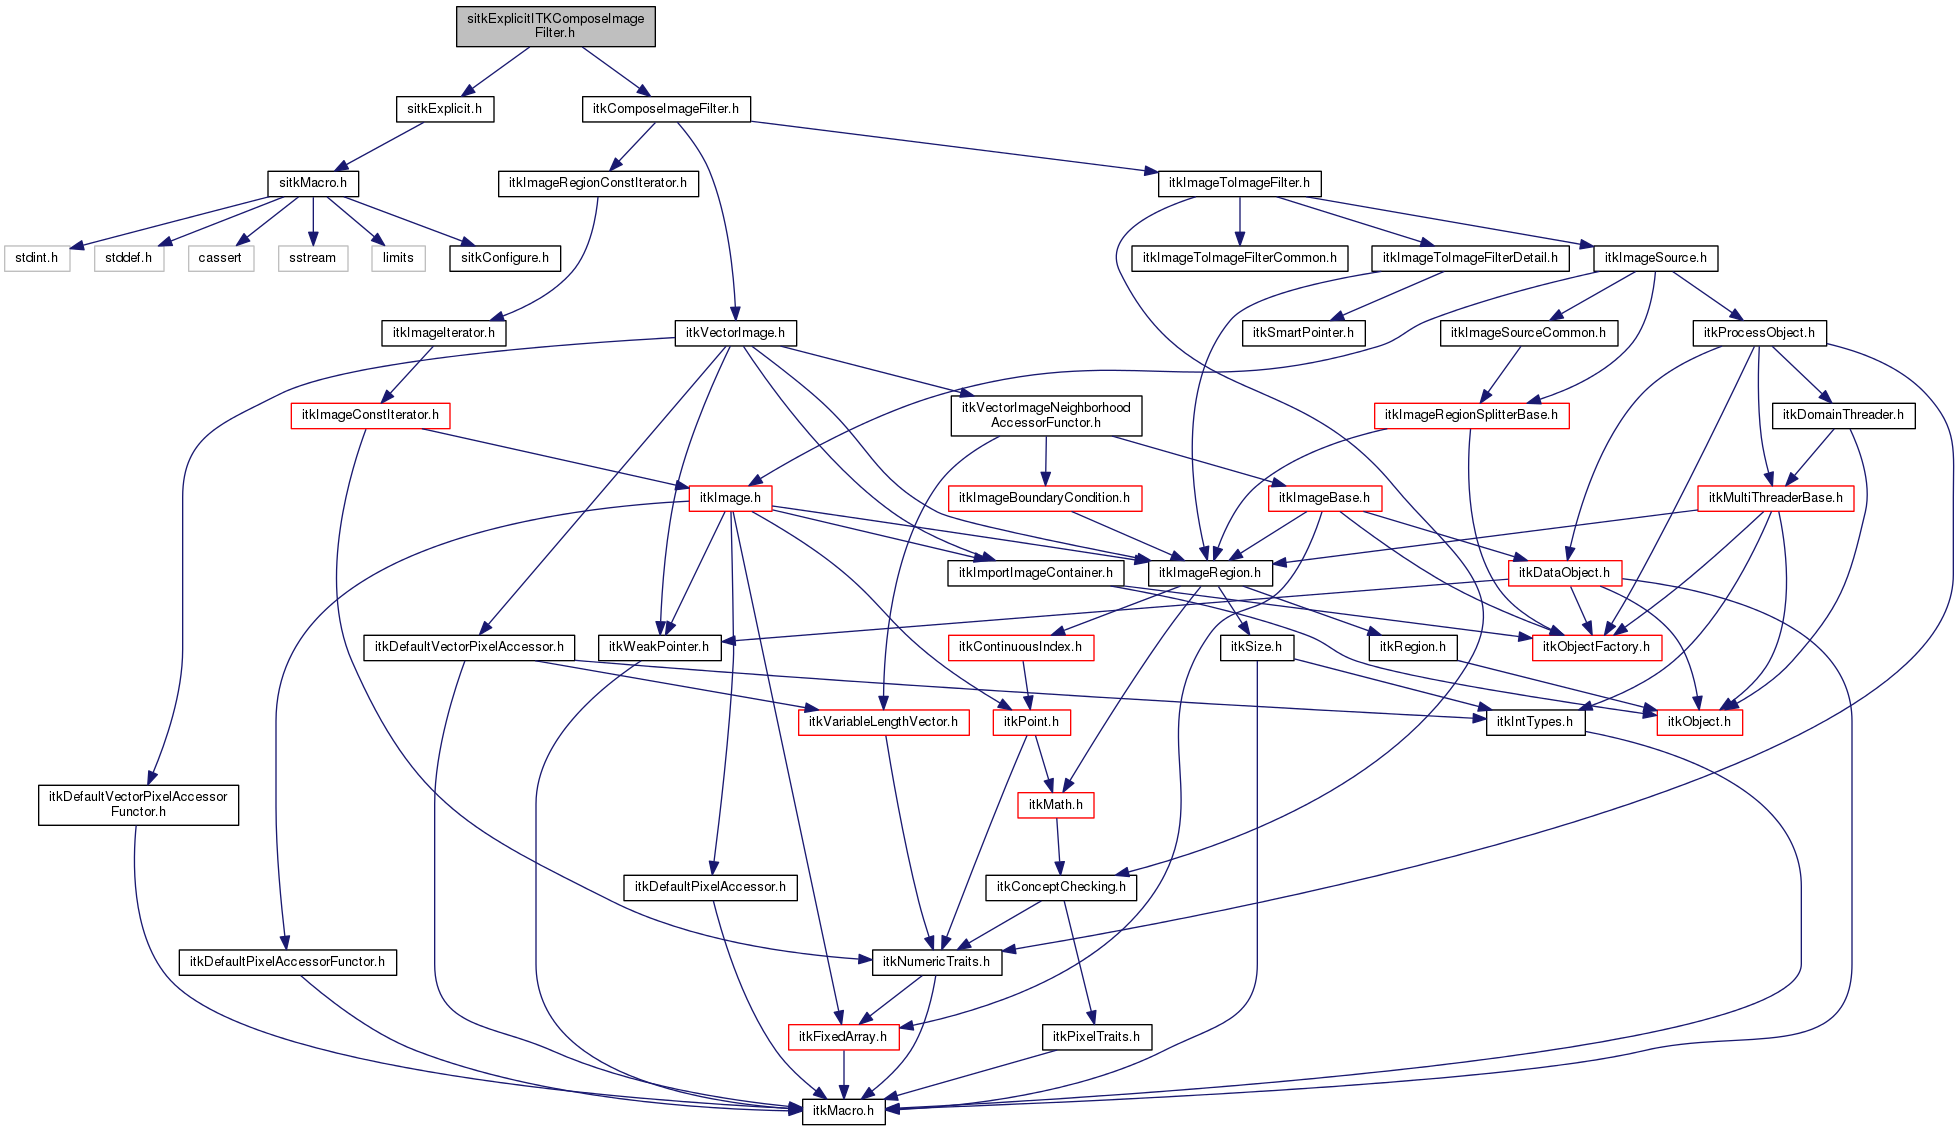 sitkExplicitITKComposeImage
Filter.h
sitkExplicit.h
itkComposeImageFilter.h
sitkMacro.h
itkImageRegionConstIterator.h
itkImageToImageFilter.h
stdint.h
stddef.h
cassert
sstream
limits
sitkConfigure.h
itkImageToImageFilterCommon.h
itkImageToImageFilterDetail.h
itkImageSource.h
itkImageIterator.h
itkVectorImage.h
itkSmartPointer.h
itkImageSourceCommon.h
itkProcessObject.h
itkImageConstIterator.h
itkVectorImageNeighborhood
AccessorFunctor.h
itkImageRegionSplitterBase.h
itkDomainThreader.h
itkImage.h
itkImageBoundaryCondition.h
itkImageBase.h
itkMultiThreaderBase.h
itkImportImageContainer.h
itkImageRegion.h
itkDataObject.h
itkDefaultVectorPixelAccessor.h
itkWeakPointer.h
itkContinuousIndex.h
itkSize.h
itkRegion.h
itkObjectFactory.h
itkVariableLengthVector.h
itkPoint.h
itkIntTypes.h
itkObject.h
itkDefaultVectorPixelAccessor
Functor.h
itkMath.h
itkDefaultPixelAccessor.h
itkConceptChecking.h
itkDefaultPixelAccessorFunctor.h
itkNumericTraits.h
itkFixedArray.h
itkPixelTraits.h
itkMacro.h